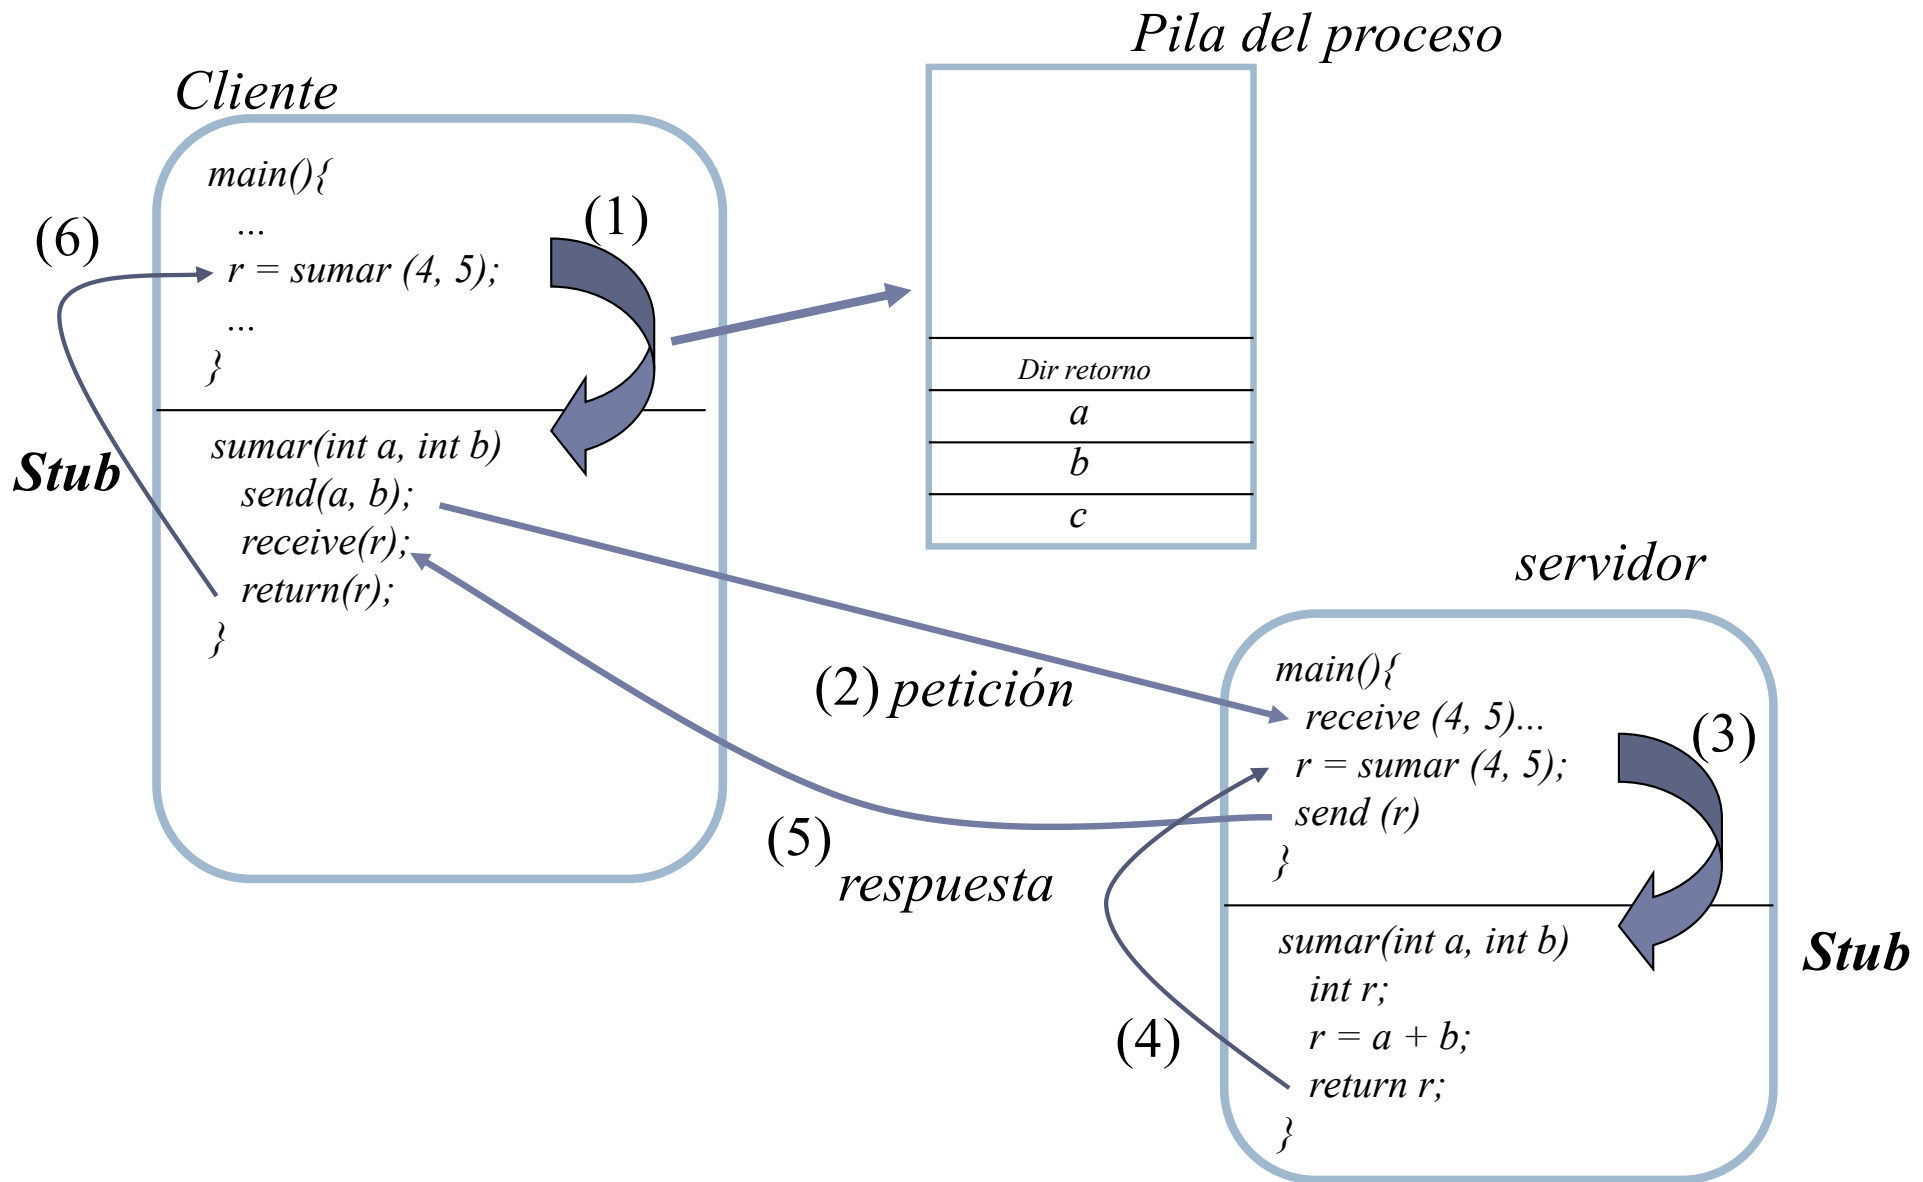 Pila del proceso
Cliente
main(){
...
(1)
(6)
r = sumar (4, 5);
...
}
Dir retorno
a
b
c
sumar(int a, int b)
Stub
send(a, b);
receive(r);
return(r);
}
servidor
(2) petición
main(){
receive (4, 5)...
(3)
r = sumar (4, 5);
send (r)
}
(5)
respuesta
sumar(int a, int b)
Stub
int r;
r = a + b;
(4)
return r;
}